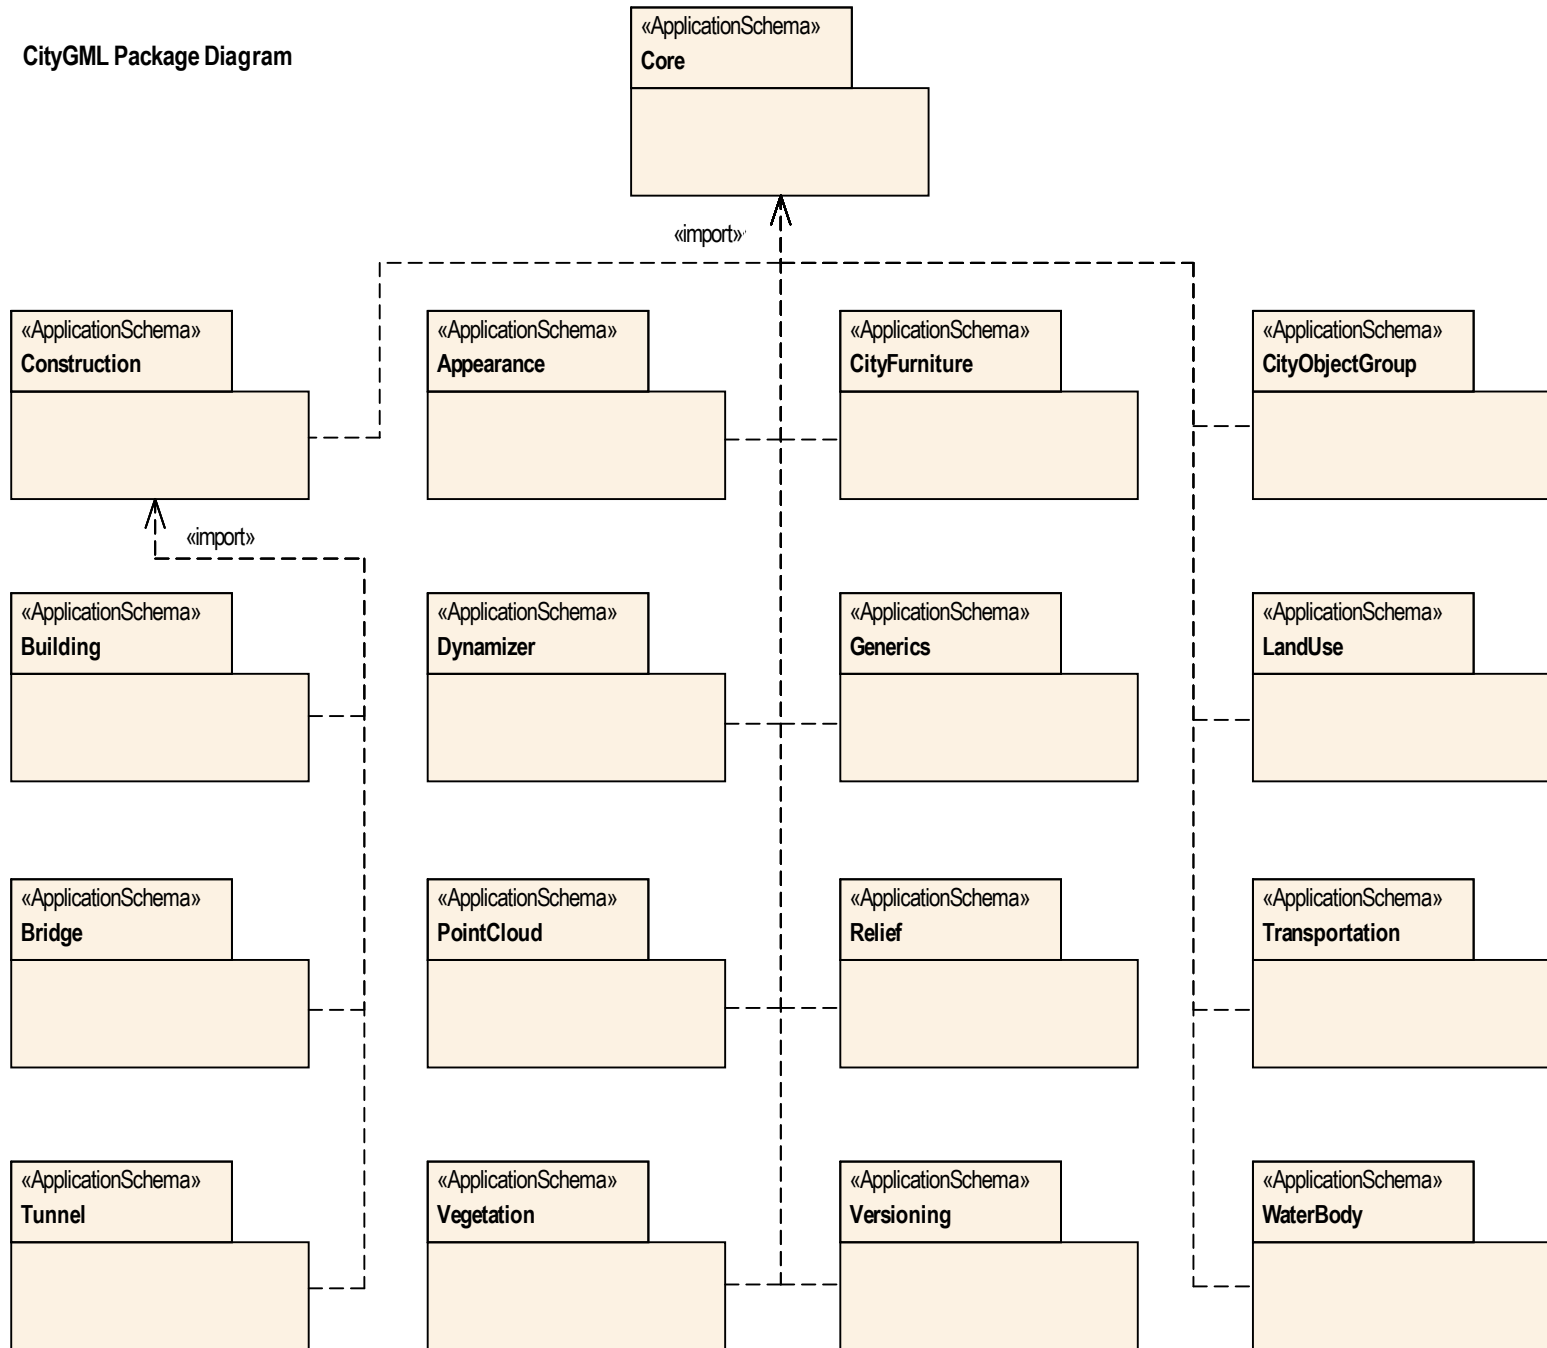 «ApplicationSchema»
Core
CityGML Package Diagram
«import»
«ApplicationSchema»
Construction
«ApplicationSchema»
Appearance
«ApplicationSchema»
CityFurniture
«ApplicationSchema»
CityObjectGroup
«import»
«ApplicationSchema»
Building
«ApplicationSchema»
Dynamizer
«ApplicationSchema»
Generics
«ApplicationSchema»
LandUse
«ApplicationSchema»
Bridge
«ApplicationSchema»
PointCloud
«ApplicationSchema»
Relief
«ApplicationSchema»
Transportation
«ApplicationSchema»
Tunnel
«ApplicationSchema»
Vegetation
«ApplicationSchema»
Versioning
«ApplicationSchema»
WaterBody